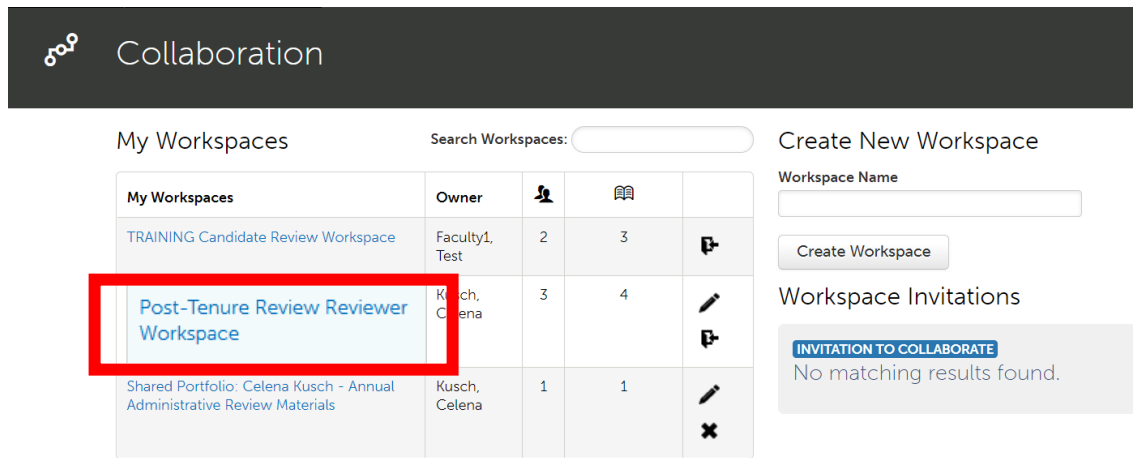 Collaboration
My Workspaces
Search Workspaces:
My Workspaces
Owner
TRAINING Candidate Review Workspace
Faculty1,
Test
2
3
Post-Tenure Review Reviewer
Workspace
Kusch,
Celena
3
4
Shared Portfolio: Celena Kusch - Annual
Administrative Review Materials
Kusch,
Celena
1
1
Create New Workspace
Workspace Name
Create Workspace
Workspace Invitations
INVITATION TO COLLABORATE
No matching results found.